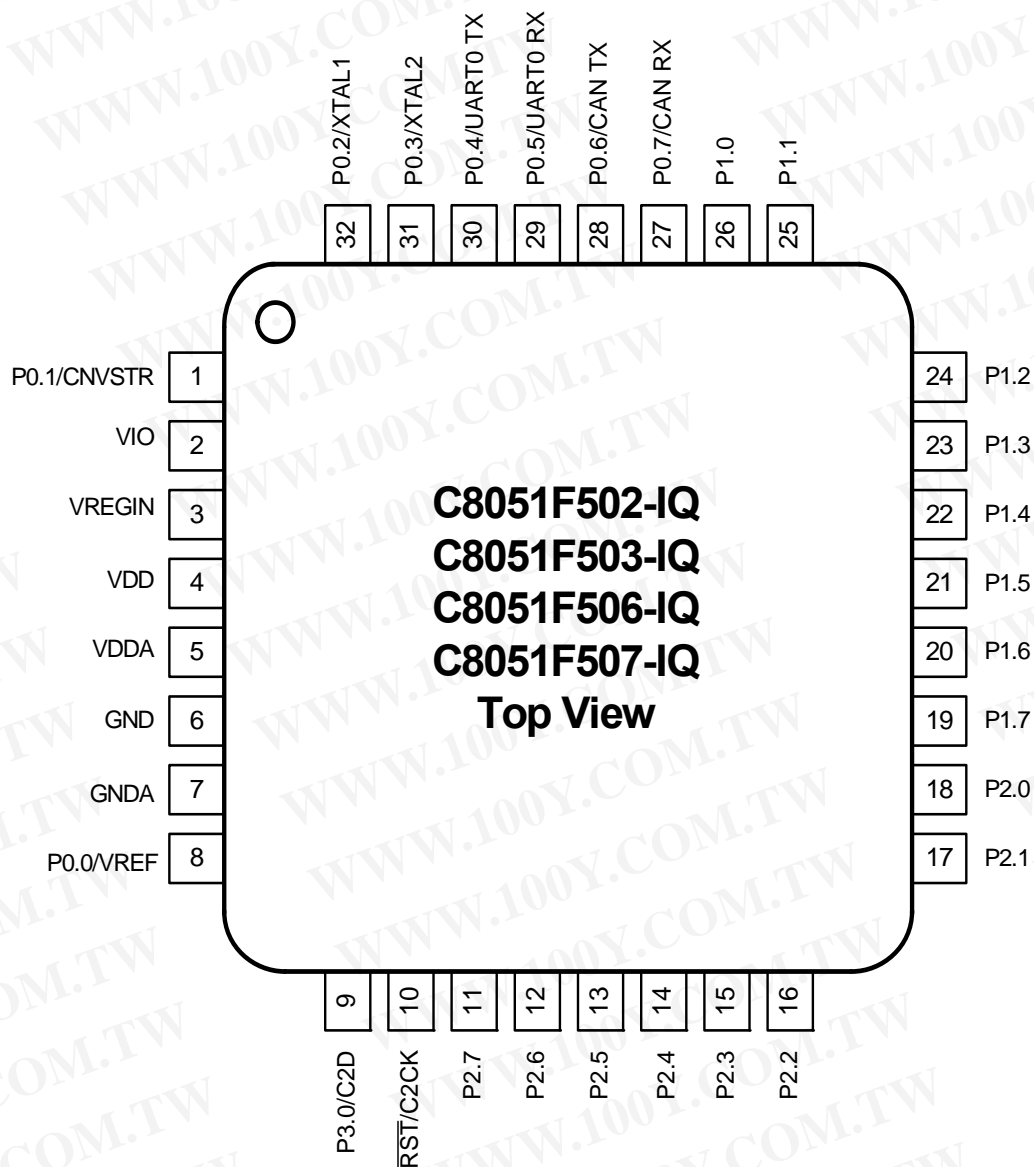 P0.2/XTAL1
P0.3/XTAL2
P0.4/UART0 TX
P0.5/UART0 RX
P0.6/CAN TX
P0.7/CAN RX
P1.0
P1.1
32
31
30
29
28
27
26
25
P0.1/CNVSTR 1
VIO 2
VREGIN 3
VDD 4
VDDA 5
GND 6
GNDA 7
P0.0/VREF 8
C8051F502-IQ
C8051F503-IQ
C8051F506-IQ
C8051F507-IQ
Top View
24 P1.2
23 P1.3
22 P1.4
21 P1.5
20 P1.6
19 P1.7
18 P2.0
17 P2.1
9
10
11
12
13
14
15
16
P3.0/C2D
RST/C2CK
P2.7
P2.6
P2.5
P2.4
P2.3
P2.2
WWW.100Y.COM.TW